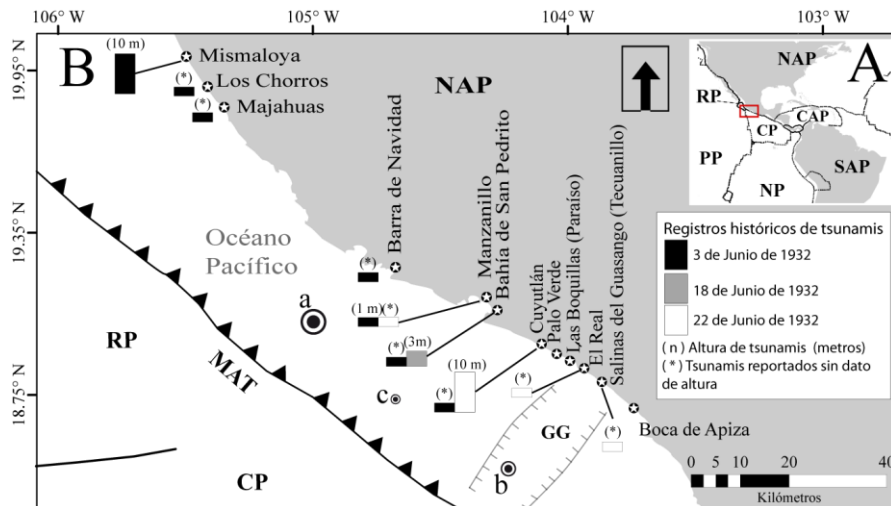 106° W
105° W
104° W
103° W
19.95° N
19.35° N
18.75° N
B
(10 m)
Mismaloya
(*)
Los Chorros
(*)
Majahuas
NAP
A
NAP
RP
CAP
CP
PP
SAP
NP
Océano
Pacífico
Barra de Navidad
(*)
Manzanillo
Bahía de San Pedrito
Cuyutlán
Palo Verde
Las Boquillas (Paraíso)
El Real
Salinas del Guasango (Tecuanillo)
Boca de Apiza
a
(1 m)(*)
(*)(3m)
(10 m)
(*)
(*)
(*)
c
b
GG
RP
MAT
CP
Registros históricos de tsunamis
3 de Junio de 1932
18 de Junio de 1932
22 de Junio de 1932
( n ) Altura de tsunamis (metros)
( * ) Tsunamis reportados sin dato
de altura
0 5 10 20 40
Kilómetros